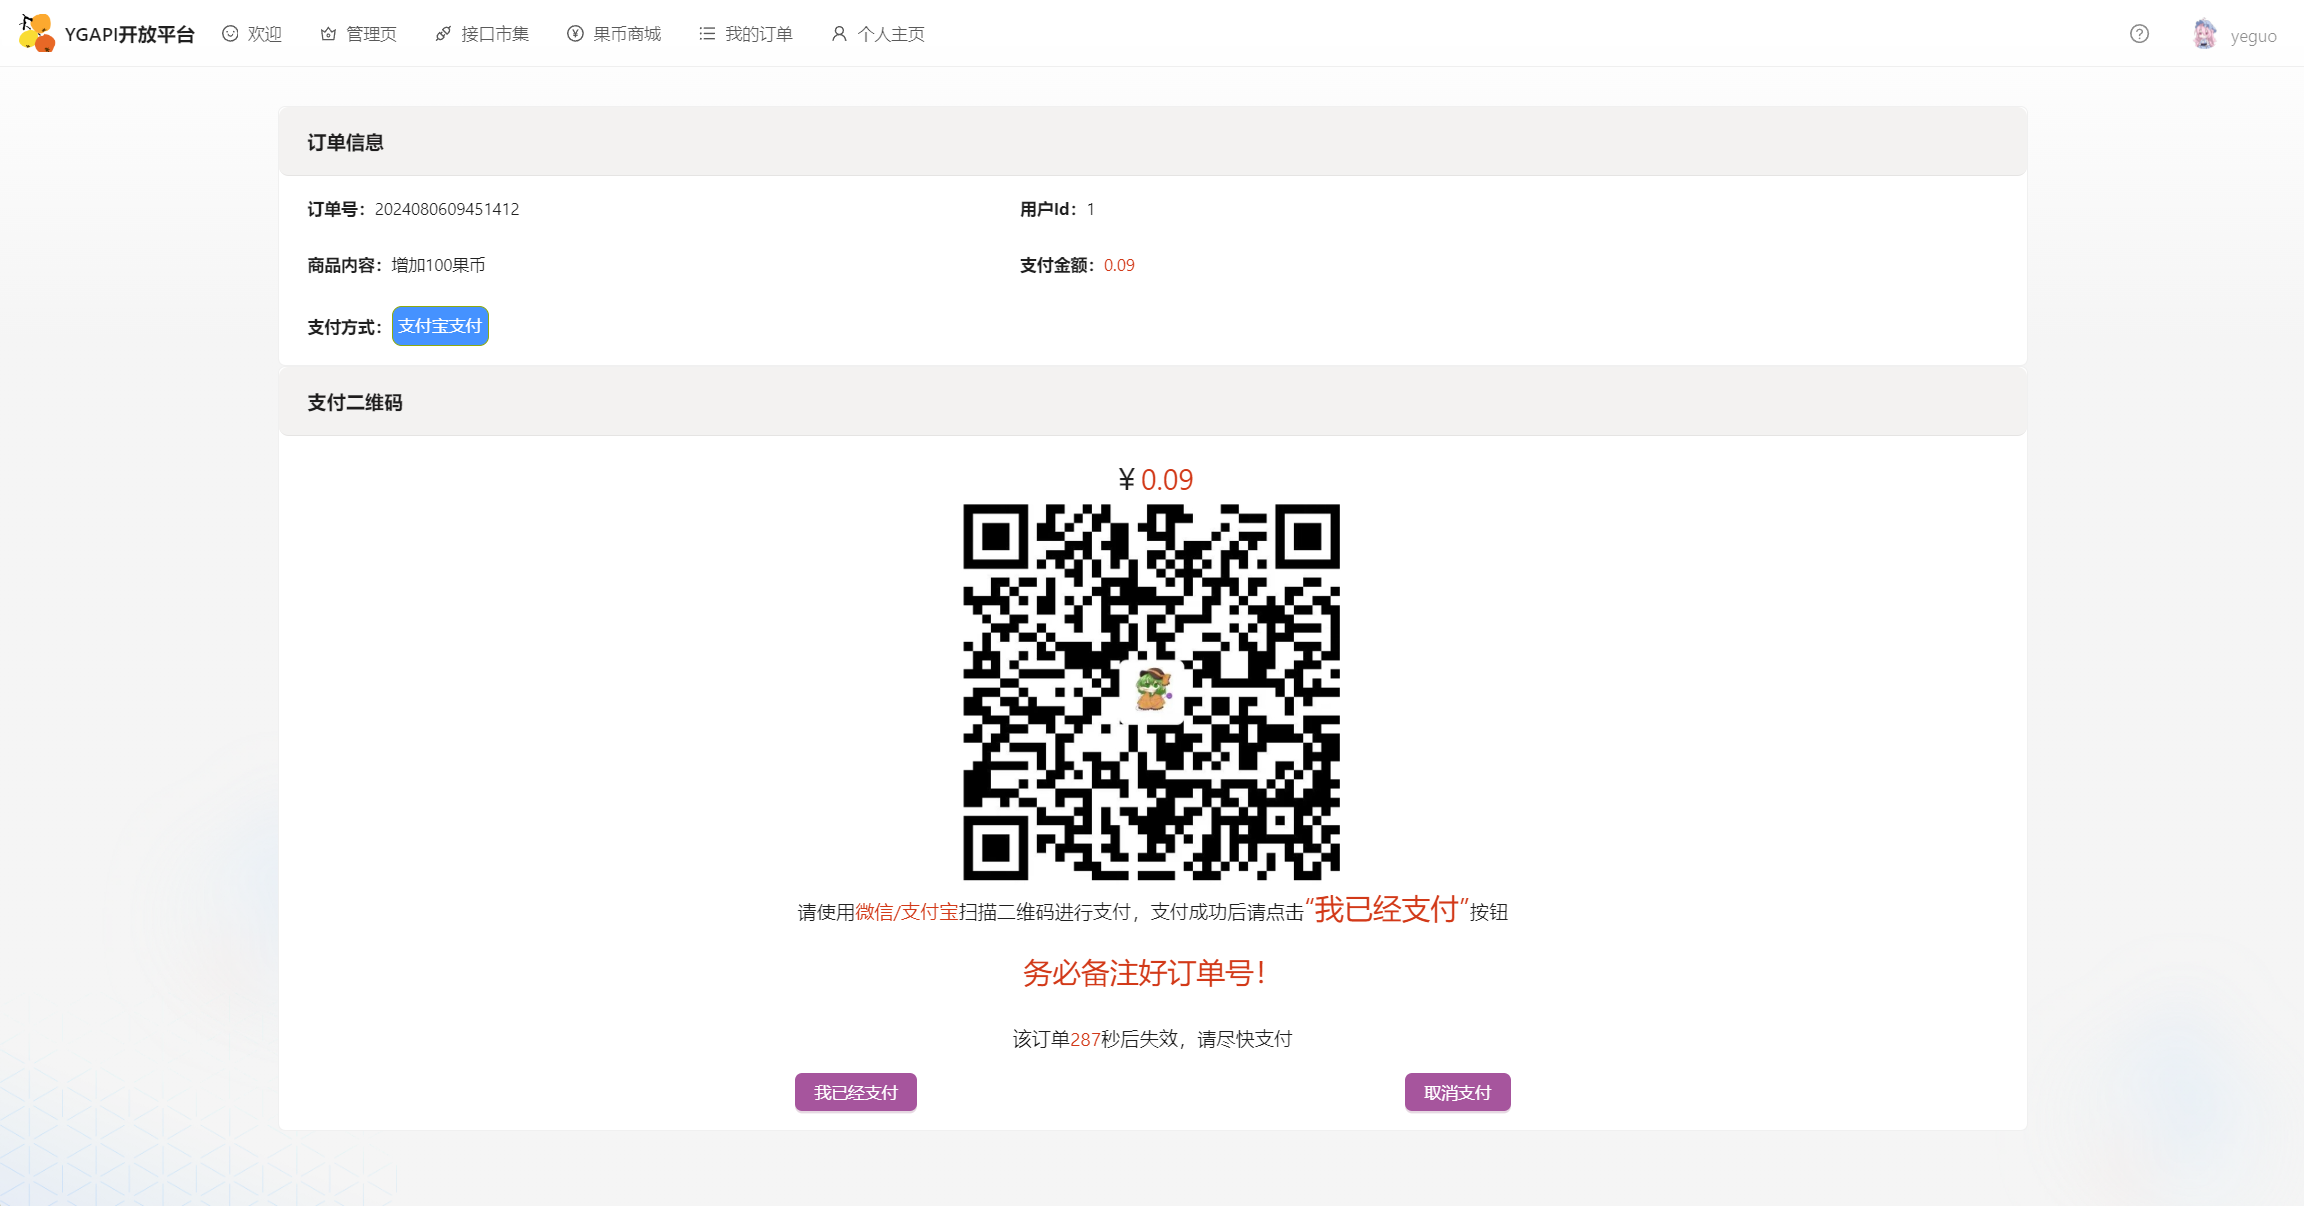 YGAPI开放平台 欢迎 管理页 接口市集 果币商城 我的订单 个人主页 yeguo
订单信息
订单号：2024080609451412 用户Id：1
商品内容：增加100果币 支付金额：0.09
支付方式：支付宝支付
支付二维码
¥ 0.09
请使用微信/支付宝扫描二维码进行支付，支付成功后请点击“我已经支付”按钮
务必备注好订单号！
该订单287秒后失效，请尽快支付
我已经支付 取消支付